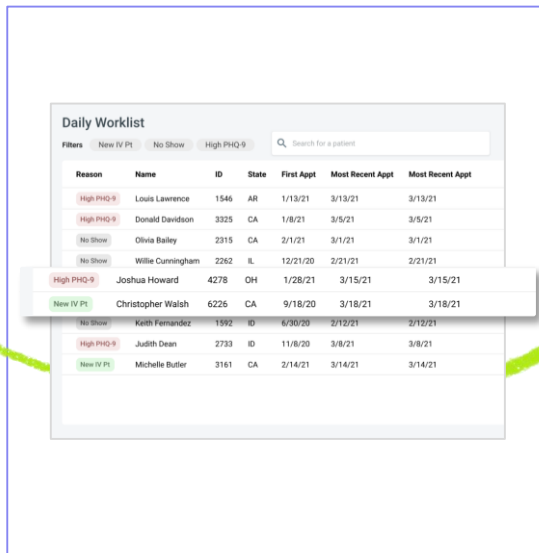 Daily Worklist
Filters New IV Pt No Show High PHQ-9 Search for a patient
Reason Name ID State First Appt Most Recent Appt Most Recent Appt
High PHQ-9 Louis Lawrence 1546 AR 1/13/21 3/13/21 3/13/21
High PHQ-9 Donald Davidson 3325 CA 1/8/21 3/5/21 3/5/21
No Show Olivia Bailey 2315 CA 2/1/21 3/1/21 3/1/21
No Show Willie Cunningham 2262 IL 12/21/20 2/21/21 2/21/21
High PHQ-9 Joshua Howard 4278 OH 1/28/21 3/15/21 3/15/21
New IV Pt Christopher Walsh 6226 CA 9/18/20 3/18/21 3/18/21
No Show Keith Fernandez 1592 ID 6/30/20 2/12/21 2/12/21
High PHQ-9 Judith Dean 2733 ID 11/8/20 3/8/21 3/8/21
New IV Pt Michelle Butler 3161 CA 2/14/21 3/14/21 3/14/21